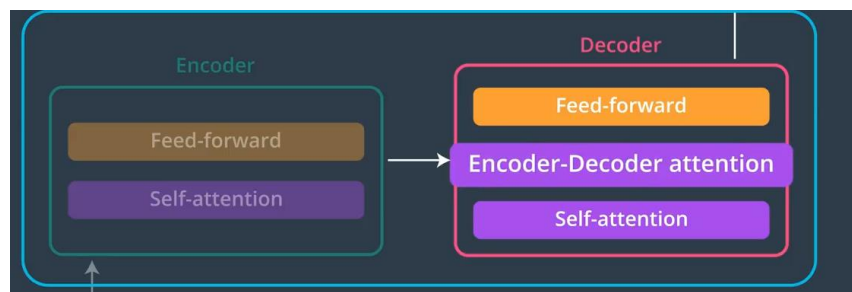 Encoder
Feed-forward
Self-attention
Decoder
Feed-forward
Encoder-Decoder attention
Self-attention